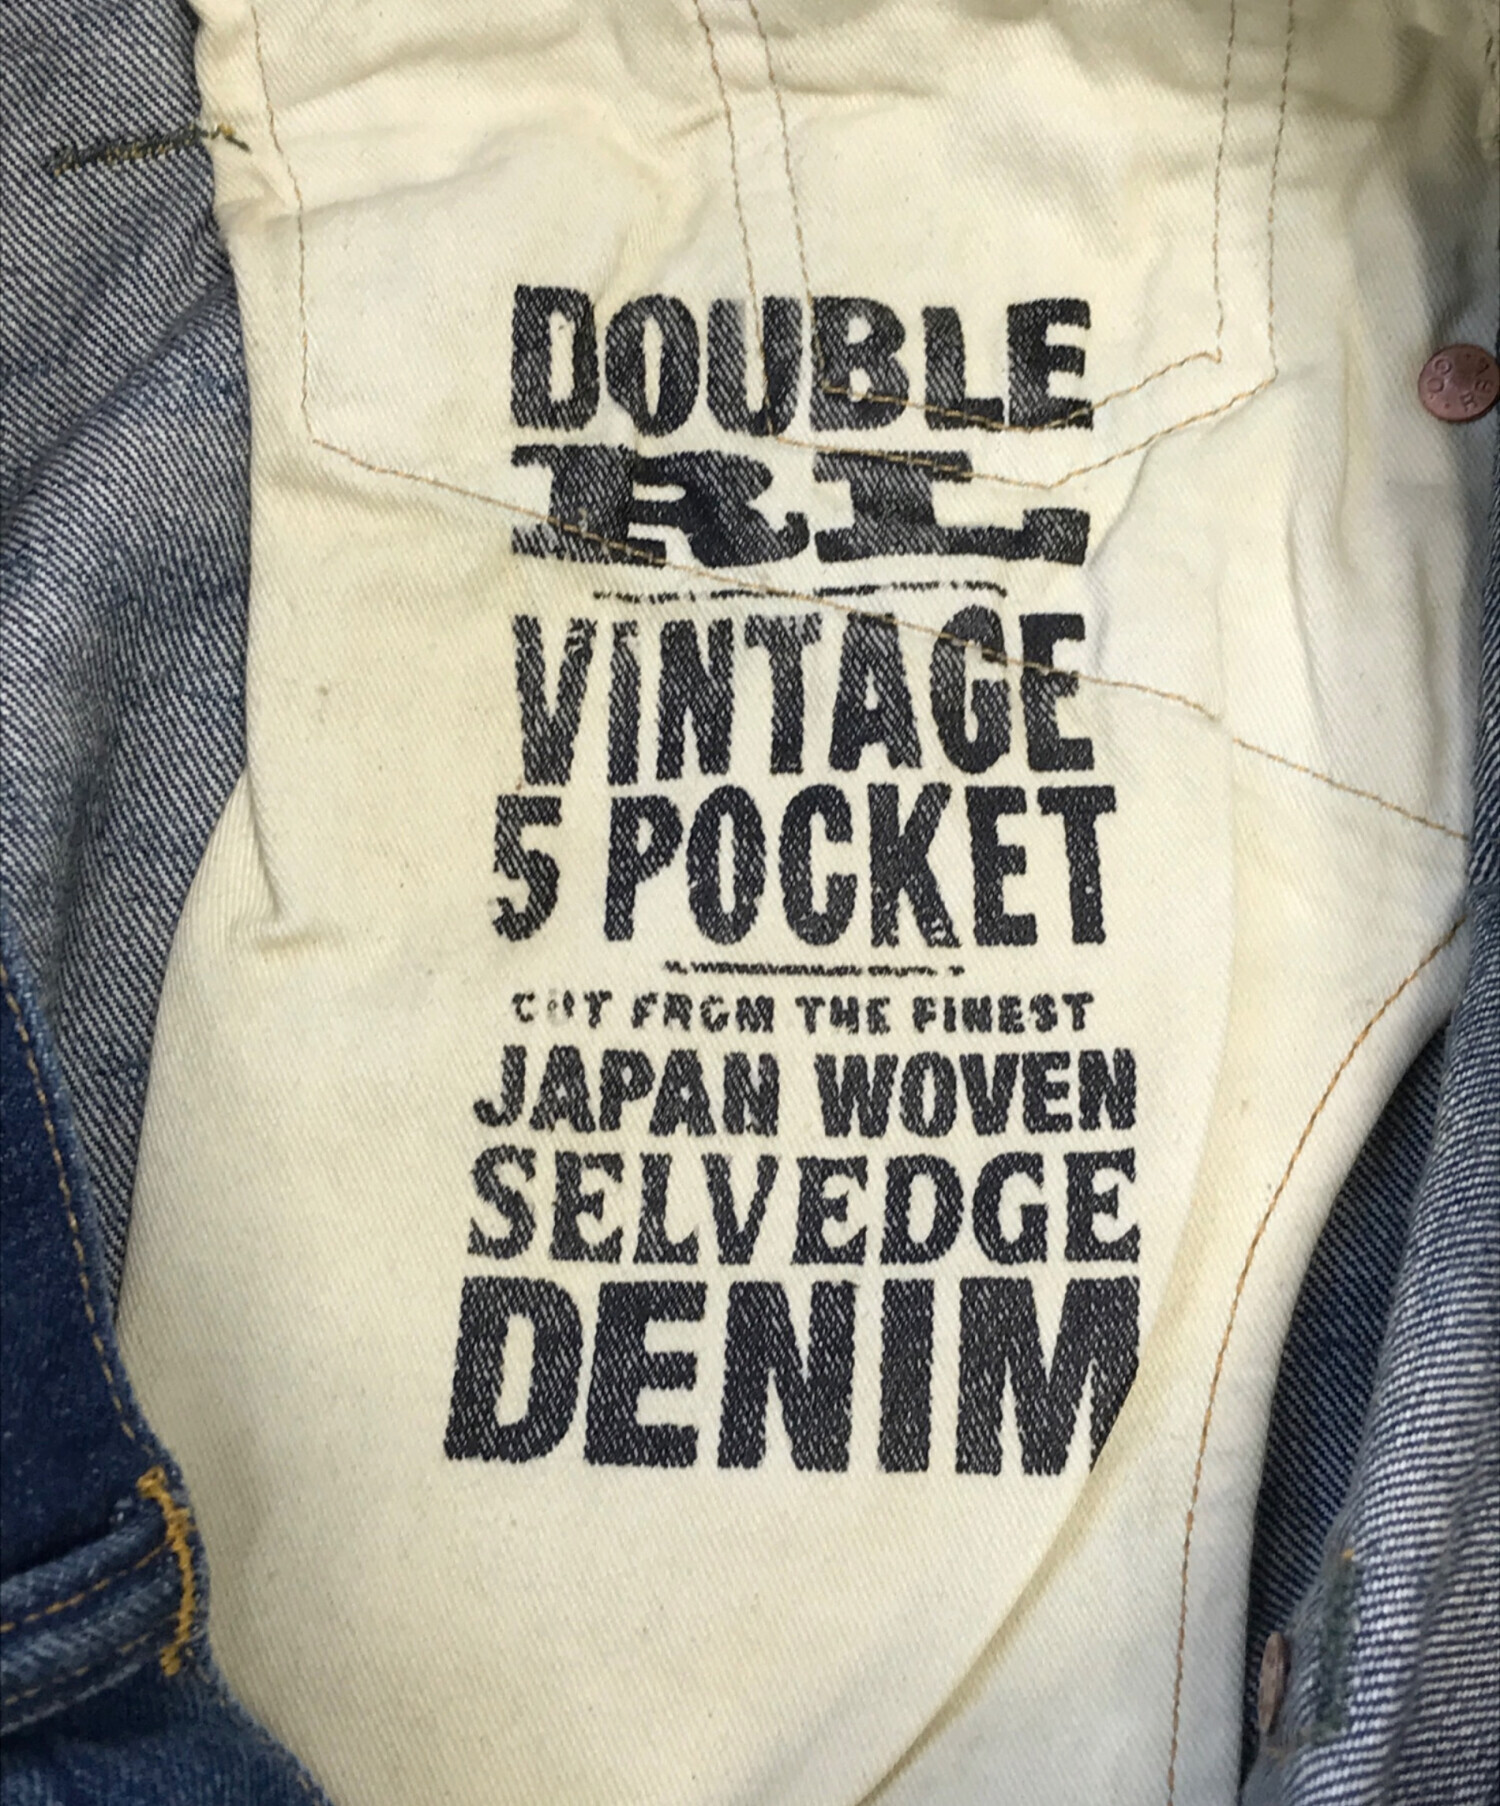 DOUBLE
RL
VINTAGE
5 POCKET
CUT FROM THE FINEST
JAPAN WOVEN
SELVEDGE
DENIM